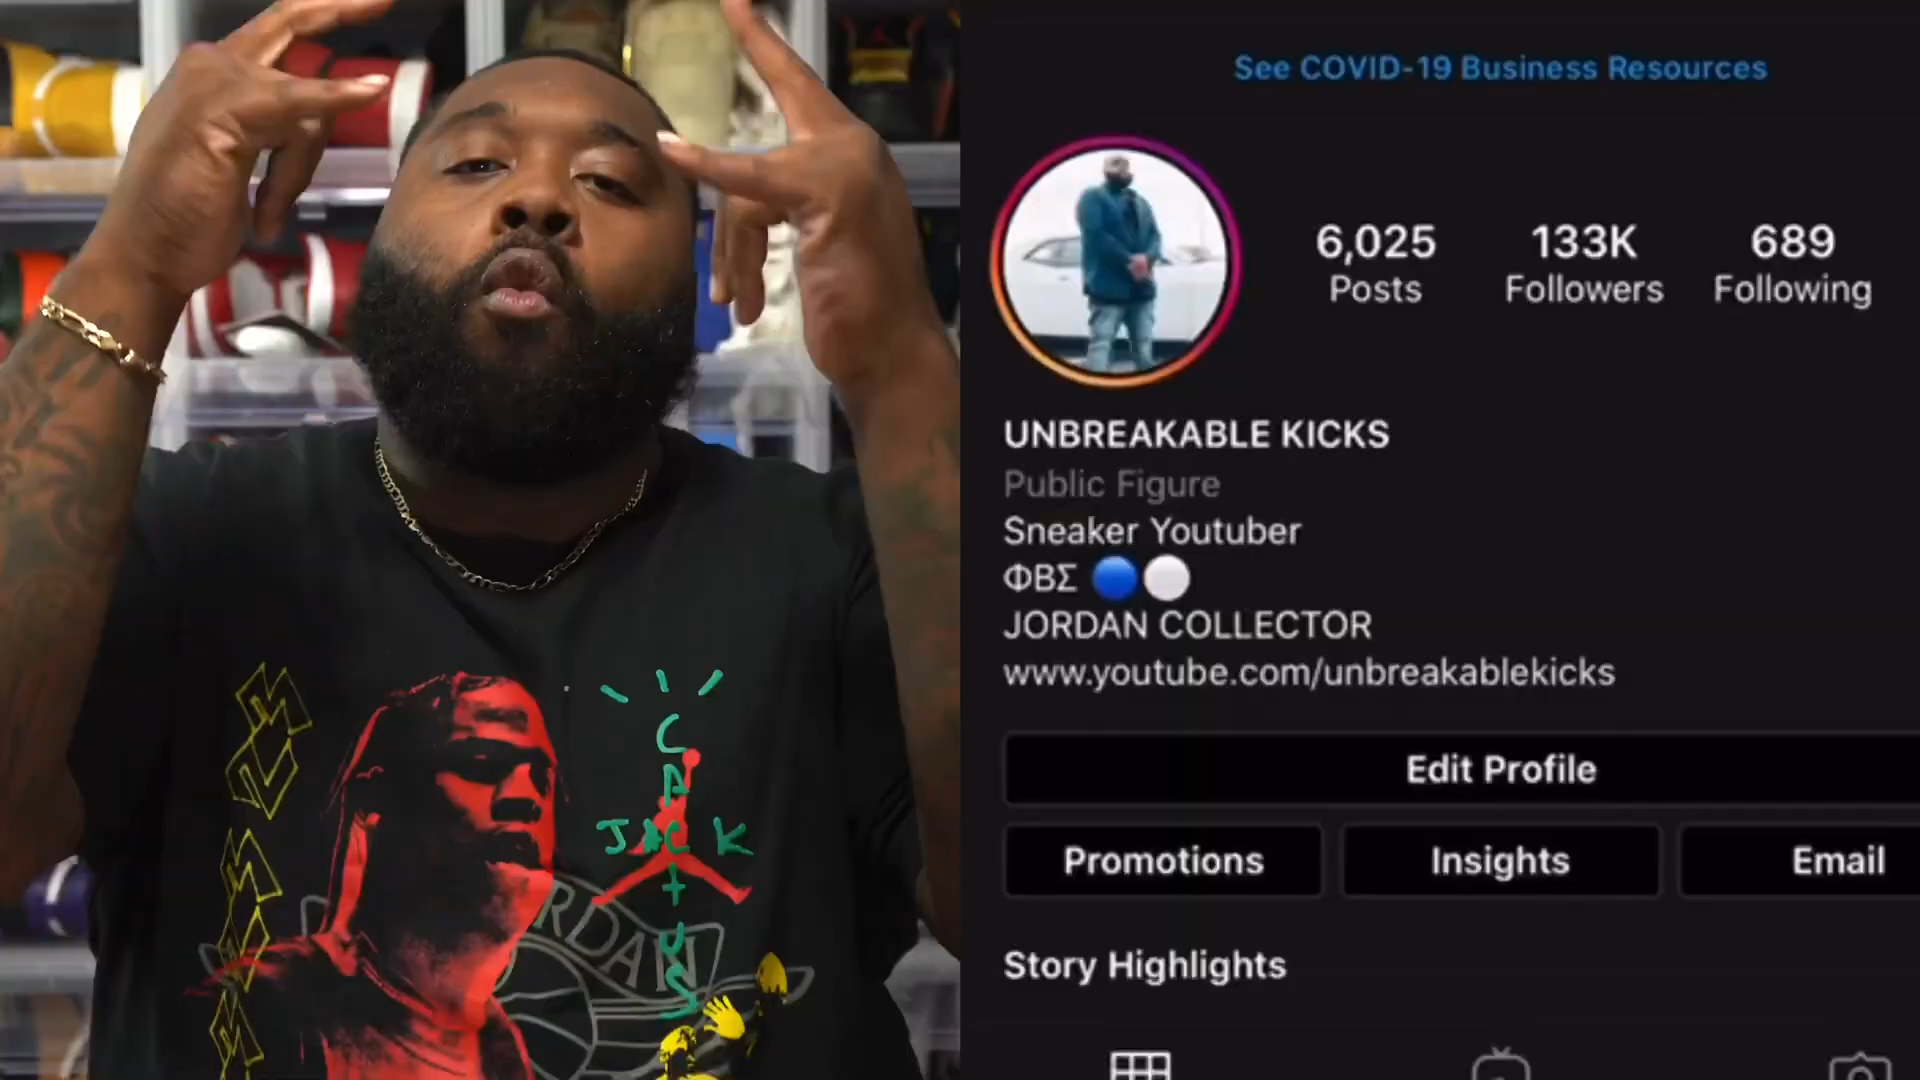 See COVID-19 Business Resources
6,025
Posts
133K
Followers
689
Following
UNBREAKABLE KICKS
Public Figure
Sneaker Youtuber
ΦΒΣ 🔵⚪
JORDAN COLLECTOR
www.youtube.com/unbreakablekicks
Edit Profile
Promotions
Insights
Email
Story Highlights
CACTUS
JACK